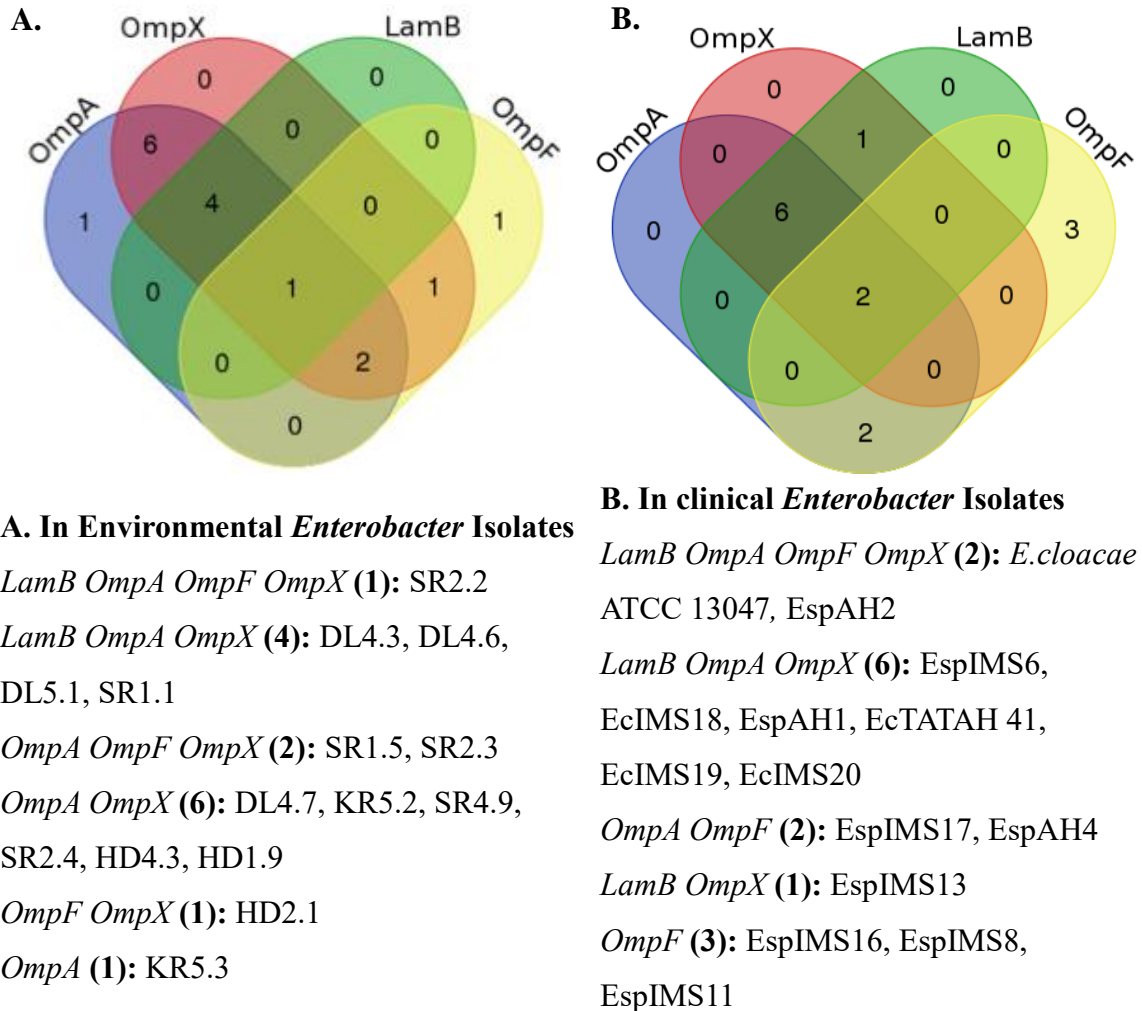 A.
OmpX
LamB
OmpA
OmpF
0
0
6
0
0
1
4
0
1
0
1
1
0
2
0
B.
OmpX
LamB
OmpA
OmpF
0
0
0
1
0
0
6
0
3
0
2
0
0
0
2
A. In Environmental Enterobacter Isolates
LamB OmpA OmpF OmpX (1): SR2.2
LamB OmpA OmpX (4): DL4.3, DL4.6,
DL5.1, SR1.1
OmpA OmpF OmpX (2): SR1.5, SR2.3
OmpA OmpX (6): DL4.7, KR5.2, SR4.9,
SR2.4, HD4.3, HD1.9
OmpF OmpX (1): HD2.1
OmpA (1): KR5.3
B. In clinical Enterobacter Isolates
LamB OmpA OmpF OmpX (2): E.cloacae
ATCC 13047, EspAH2
LamB OmpA OmpX (6): EspIMS6,
EcIMS18, EspAH1, EcTATAH 41,
EcIMS19, EcIMS20
OmpA OmpF (2): EspIMS17, EspAH4
LamB OmpX (1): EspIMS13
OmpF (3): EspIMS16, EspIMS8,
EspIMS11